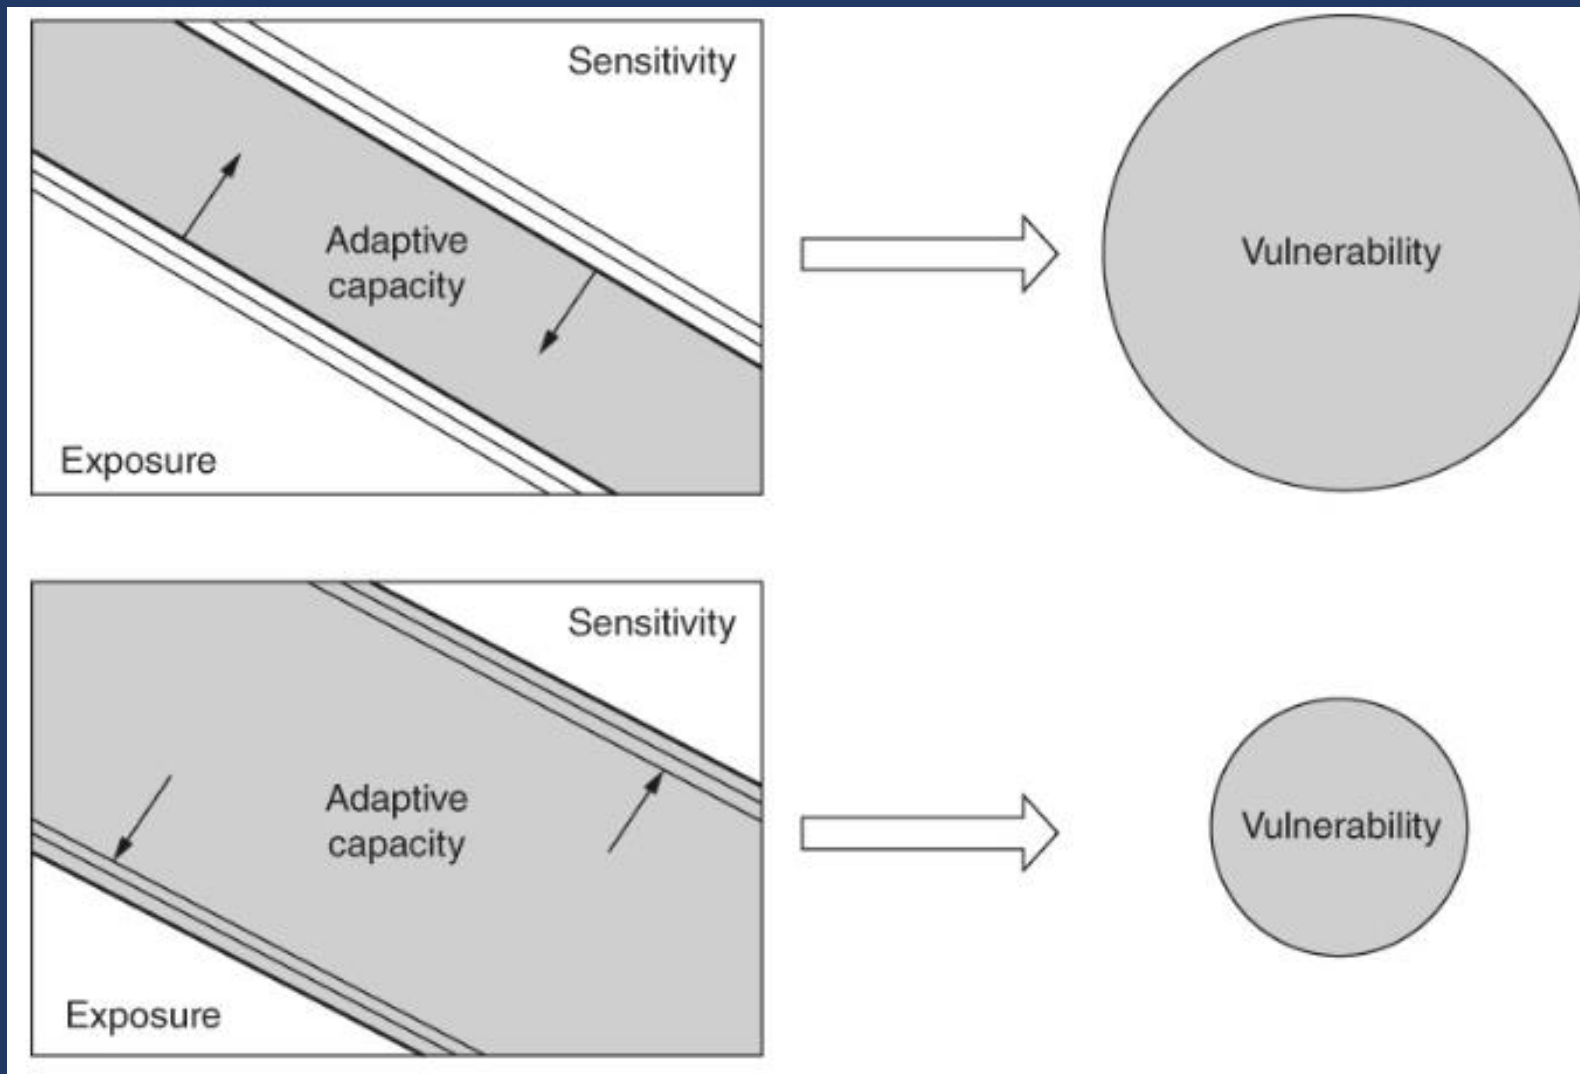 Sensitivity
Adaptive
capacity
Exposure
Vulnerability
Sensitivity
Adaptive
capacity
Exposure
Vulnerability